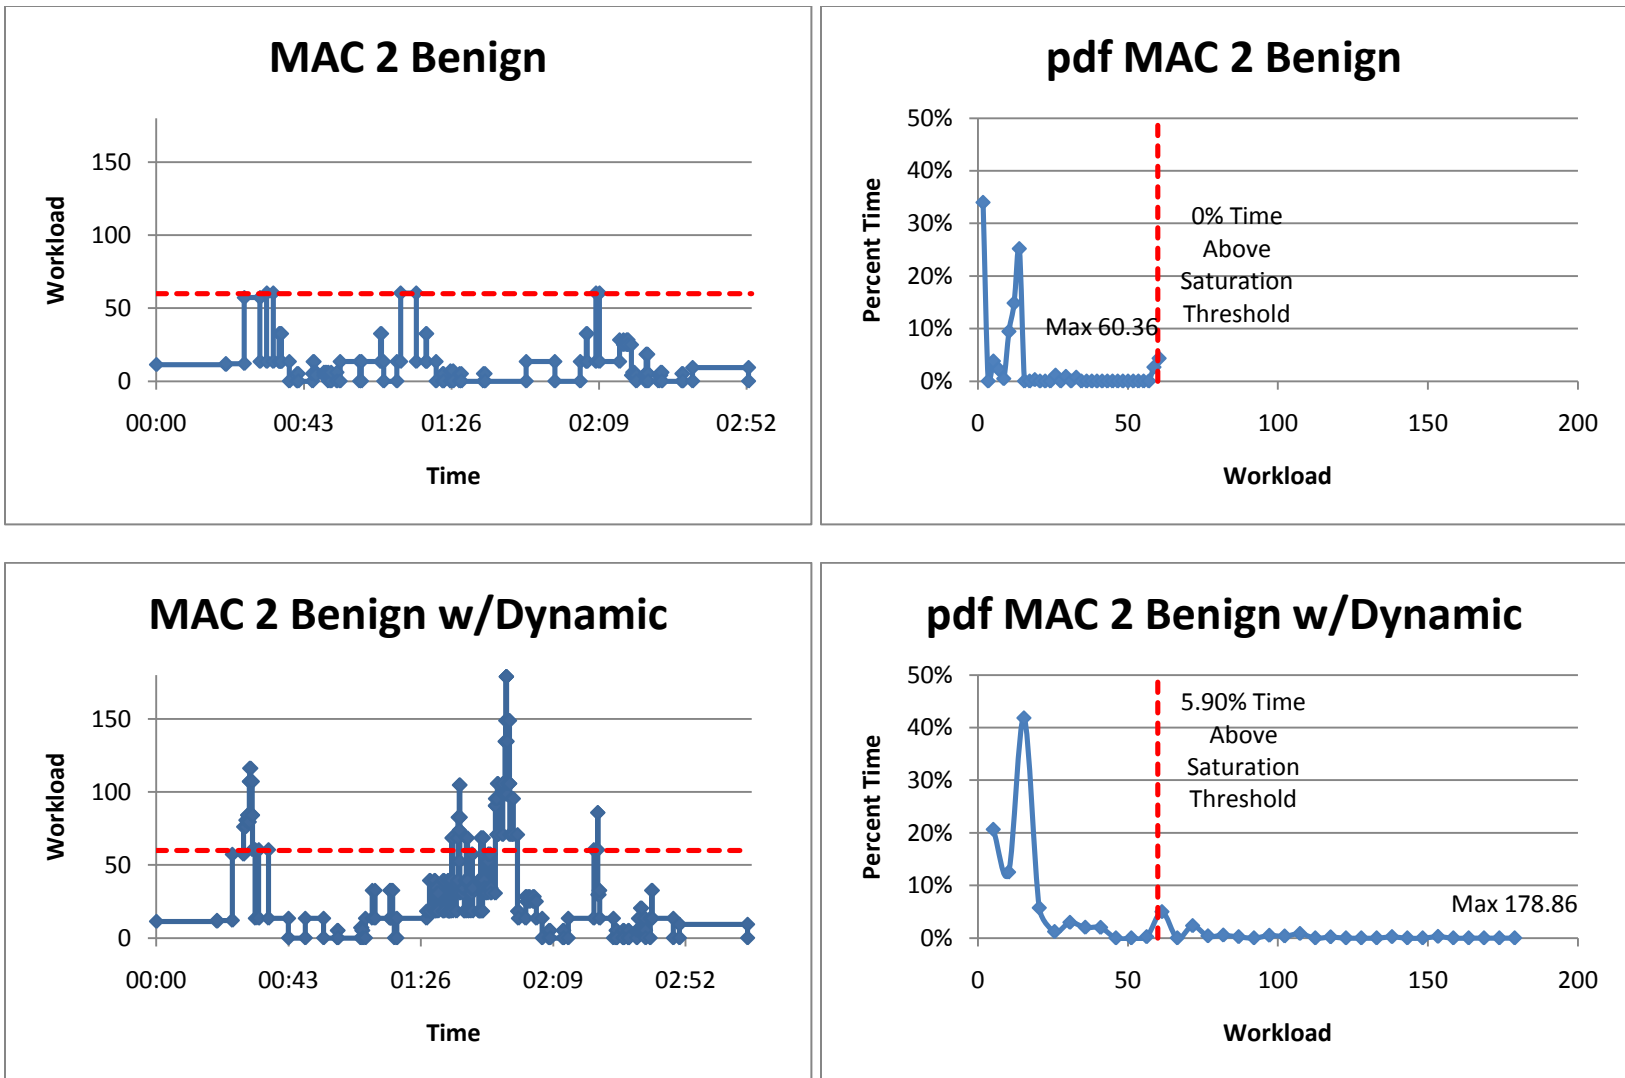 MAC 2 Benign
150
100
50
0
Workload
00:00 00:43 01:26 02:09 02:52
Time
pdf MAC 2 Benign
50%
40%
30%
20%
10%
0%
Percent Time
0% Time
Above
Saturation
Threshold
Max 60.36
0 50 100 150 200
Workload
MAC 2 Benign w/Dynamic
150
100
50
0
Workload
00:00 00:43 01:26 02:09 02:52
Time
pdf MAC 2 Benign w/Dynamic
50%
40%
30%
20%
10%
0%
Percent Time
5.90% Time
Above
Saturation
Threshold
Max 178.86
0 50 100 150 200
Workload